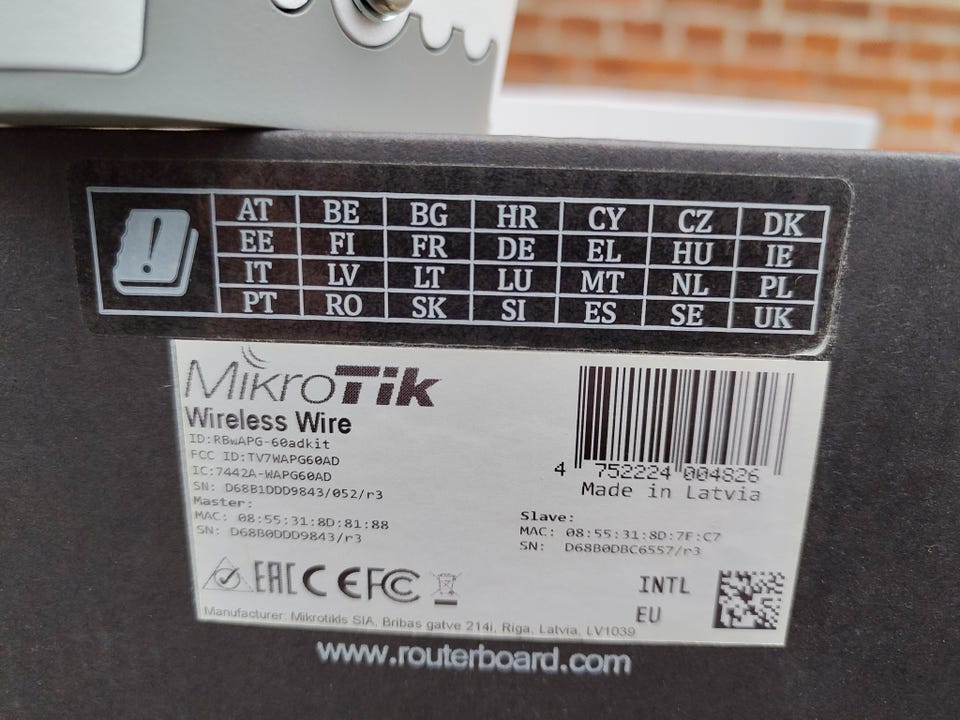 AT BE BG HR CY CZ DK
EE FI FR DE EL HU IE
IT LV LT LU MT NL PL
PT RO SK SI ES SE UK
MikroTik
Wireless Wire
ID:RBwAPG-60adkit
FCC ID:TV7WAPG60AD
IC:7442A-WAPG60AD
SN: D68B1DDD9843/052/r3
Master:
MAC: 08:55:31:8D:81:88
SN: D68B0DDD9843/r3
4 752224 004826
Made in Latvia
Slave:
MAC: 08:55:31:8D:7F:C7
SN: D68B0DBC6557/r3
EAC CE FC
INTL
EU
Manufacturer: Mikrotikls SIA, Bribas gatve 214i, Riga, Latvia, LV1039
www.routerboard.com